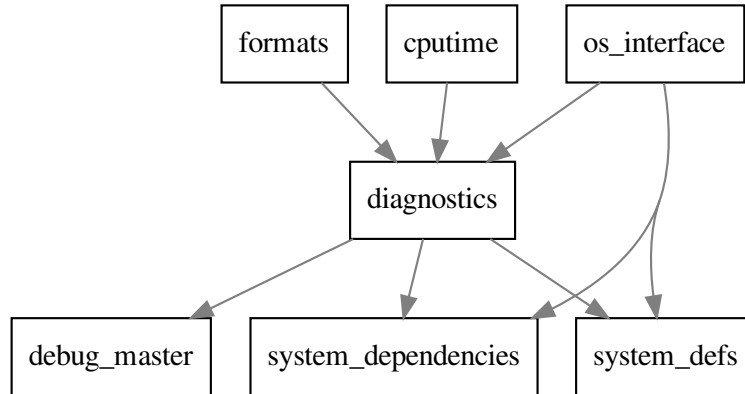 formats
cputime
os_interface
diagnostics
debug_master
system_dependencies
system_defs